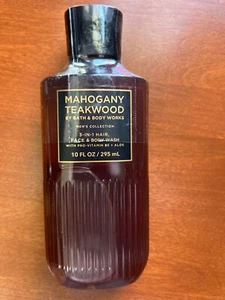 MAHOGANY
TEAKWOOD
BY BATH & BODY WORKS
MEN'S COLLECTION
3-IN-1 HAIR,
FACE & BODY WASH
WITH PRO-VITAMIN B5 + ALOE
10 FL OZ / 295 mL